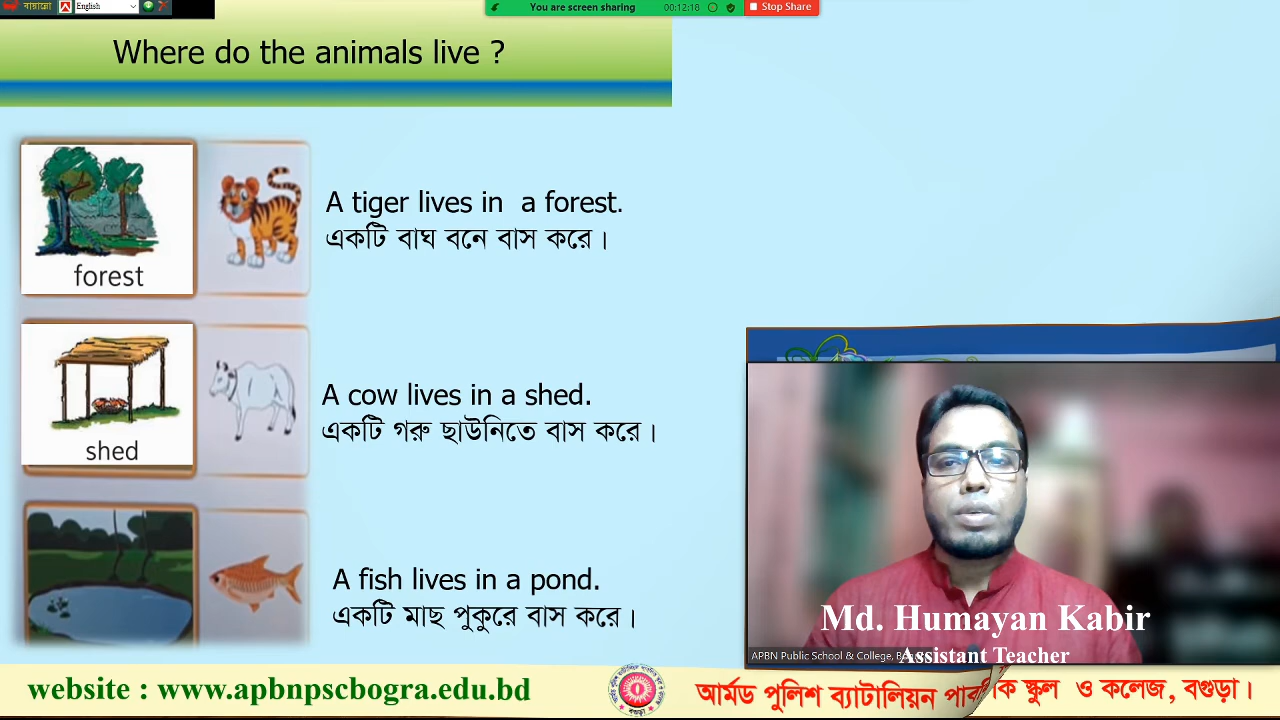 বায়ান্নো
English
You are screen sharing
00:12:18
Stop Share
Where do the animals live ?
A tiger lives in a forest.
একটি বাঘ বনে বাস করে।
forest
A cow lives in a shed.
একটি গরু ছাউনিতে বাস করে।
shed
A fish lives in a pond.
একটি মাছ পুকুরে বাস করে।
Md. Humayan Kabir
APBN Public School & College,
Assistant Teacher
website : www.apbnpscbogra.edu.bd
আর্মড পুলিশ ব্যাটালিয়ন স্কুল ও কলেজ, বগুড়া।